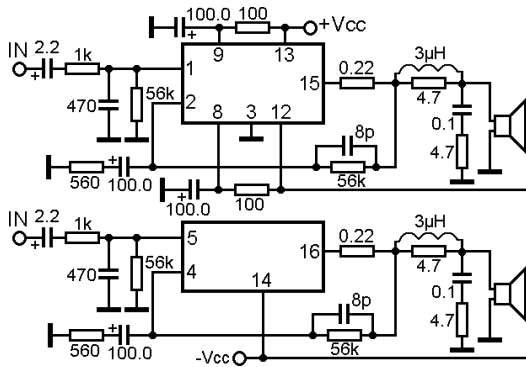 100.0 100 +Vcc
+
IN 2.2 1k 9 13 3µH
+ 1 15 0.22
470 56k 2 4.7
8 3 12 0.1
8p 4.7
+
560 100.0 56k
+
100.0 100
IN 2.2 1k 3µH
+ 5 16 0.22
470 56k 4 4.7
14 0.1
8p 4.7
+
560 100.0 56k
-Vcc